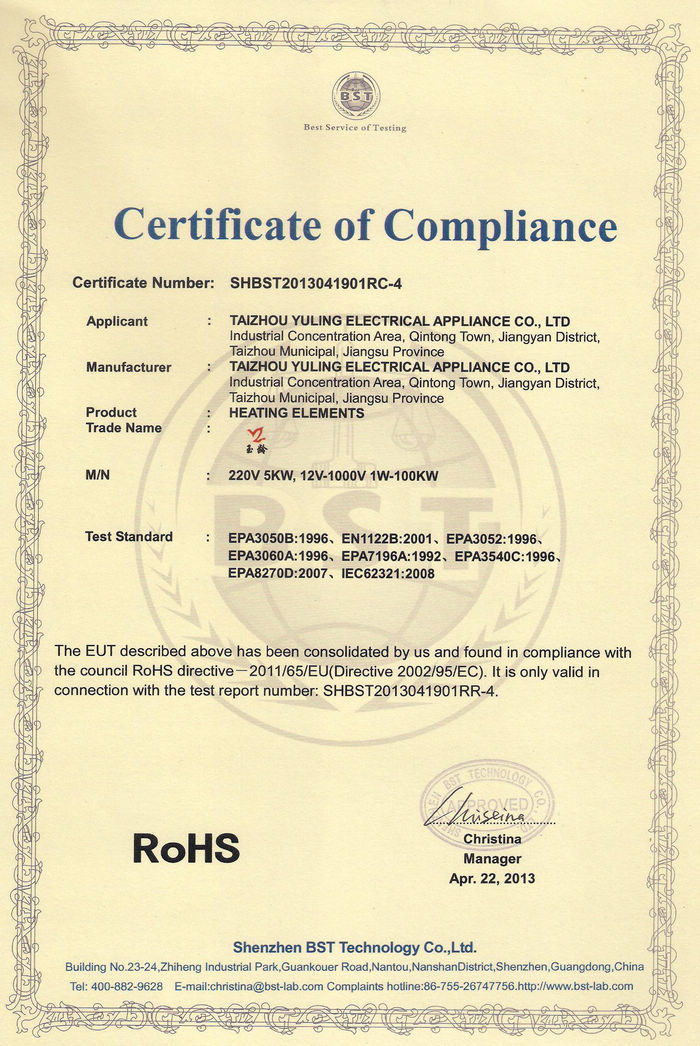 BST
Best Service of Testing
Certificate of Compliance
Certificate Number: SHBST2013041901RC-4
Applicant : TAIZHOU YULING ELECTRICAL APPLIANCE CO., LTD
Industrial Concentration Area, Qintong Town, Jiangyan District,
Taizhou Municipal, Jiangsu Province
Manufacturer : TAIZHOU YULING ELECTRICAL APPLIANCE CO., LTD
Industrial Concentration Area, Qintong Town, Jiangyan District,
Taizhou Municipal, Jiangsu Province
Product : HEATING ELEMENTS
Trade Name :
YZ
玉龄
M/N : 220V 5KW, 12V-1000V 1W-100KW
BST
Test Standard : EPA3050B:1996、EN1122B:2001、EPA3052:1996、
EPA3060A:1996、EPA7196A:1992、EPA3540C:1996、
EPA8270D:2007、IEC62321:2008
The EUT described above has been consolidated by us and found in compliance with
the council RoHS directive－2011/65/EU(Directive 2002/95/EC). It is only valid in
connection with the test report number: SHBST2013041901RR-4.
SHENZHEN BST TECHNOLOGY CO.,
APPROVED
Christina
RoHS
Christina
Manager
Apr. 22, 2013
Shenzhen BST Technology Co.,Ltd.
Building No.23-24,Zhiheng Industrial Park,Guankouer Road,Nantou,NanshanDistrict,Shenzhen,Guangdong,China
Tel: 400-882-9628 E-mail:christina@bst-lab.com Complaints hotline:86-755-26747756.http://www.bst-lab.com